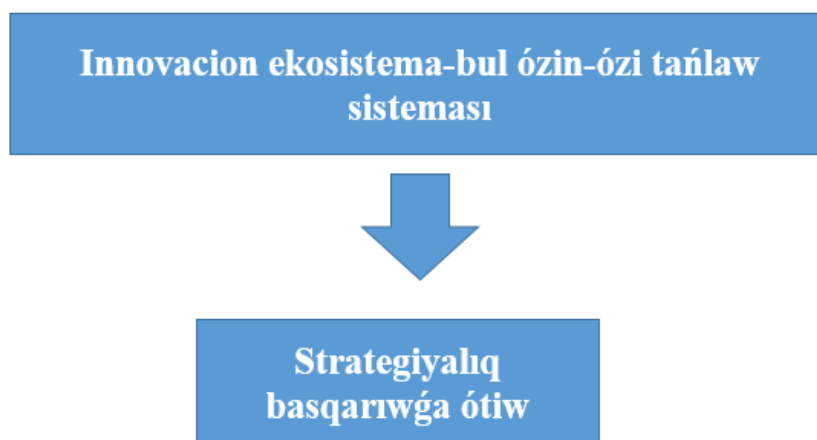 Innovacion ekosistema-bul ózin-ózi tańlaw
sisteması
Strategiyalıq
basqarıwǵa ótiw